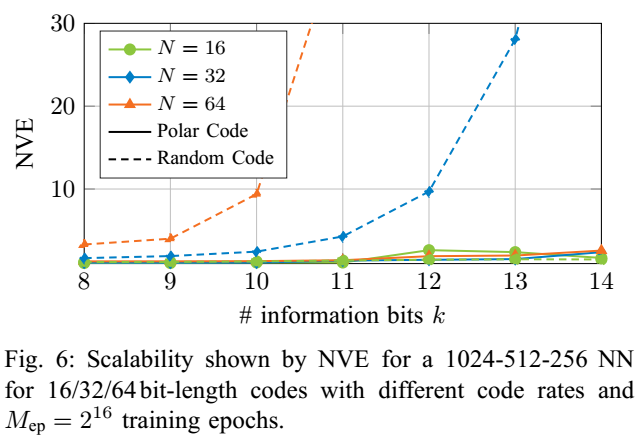 30
20
10
NVE
N = 16
N = 32
N = 64
Polar Code
Random Code
8 9 10 11 12 13 14
# information bits k
Fig. 6: Scalability shown by NVE for a 1024-512-256 NN
for 16/32/64 bit-length codes with different code rates and
M_ep = 2^16 training epochs.